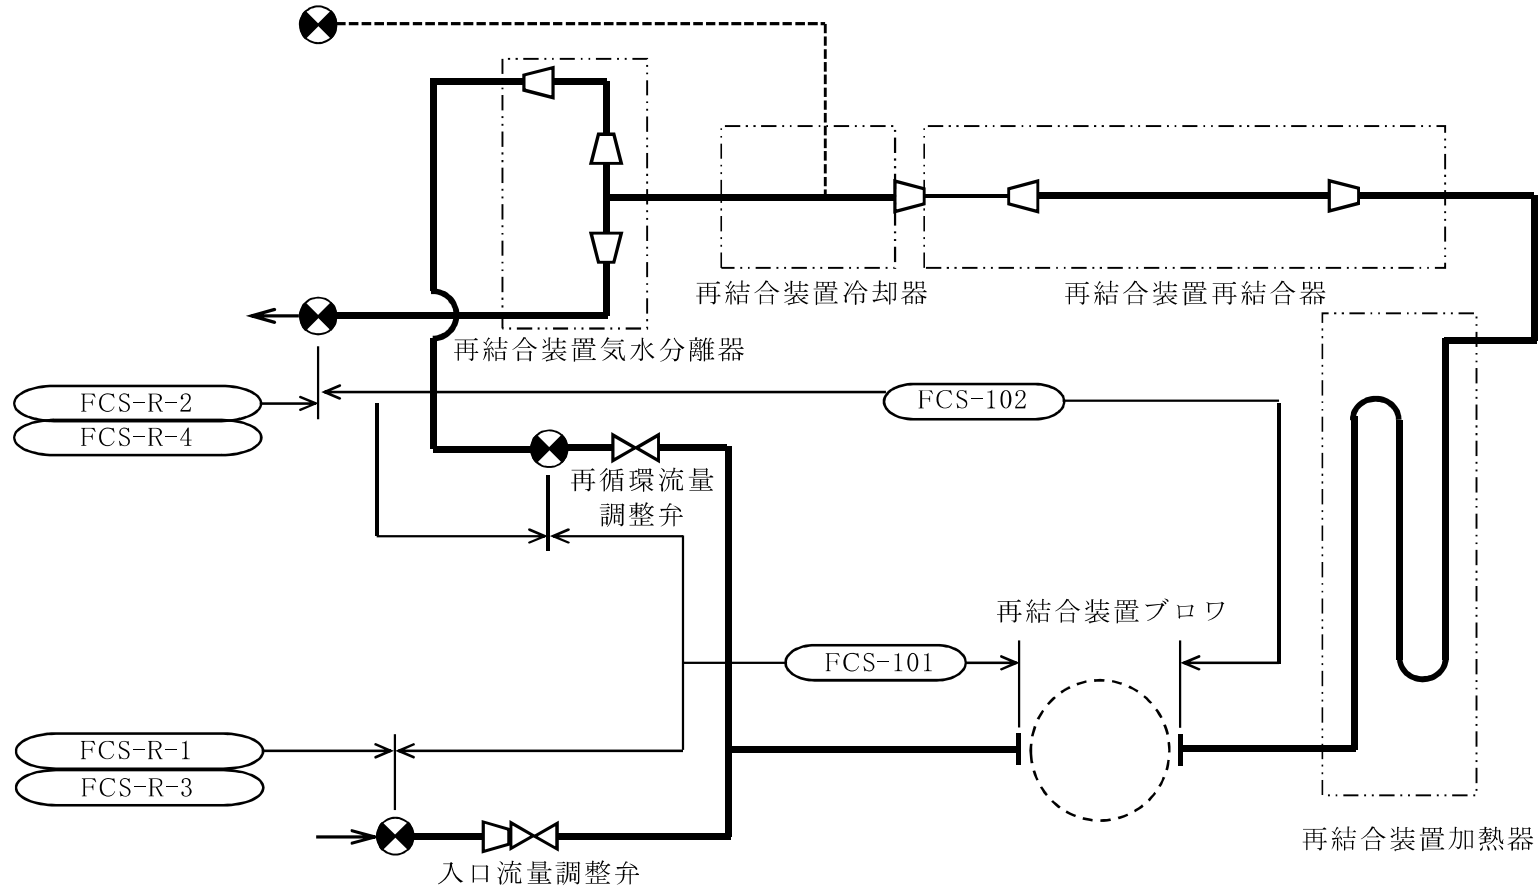 再結合装置冷却器
再結合装置再結合器
再結合装置気水分離器
FCS-R-2
FCS-102
FCS-R-4
再循環流量
調整弁
再結合装置ブロワ
FCS-101
FCS-R-1
FCS-R-3
再結合装置加熱器
入口流量調整弁